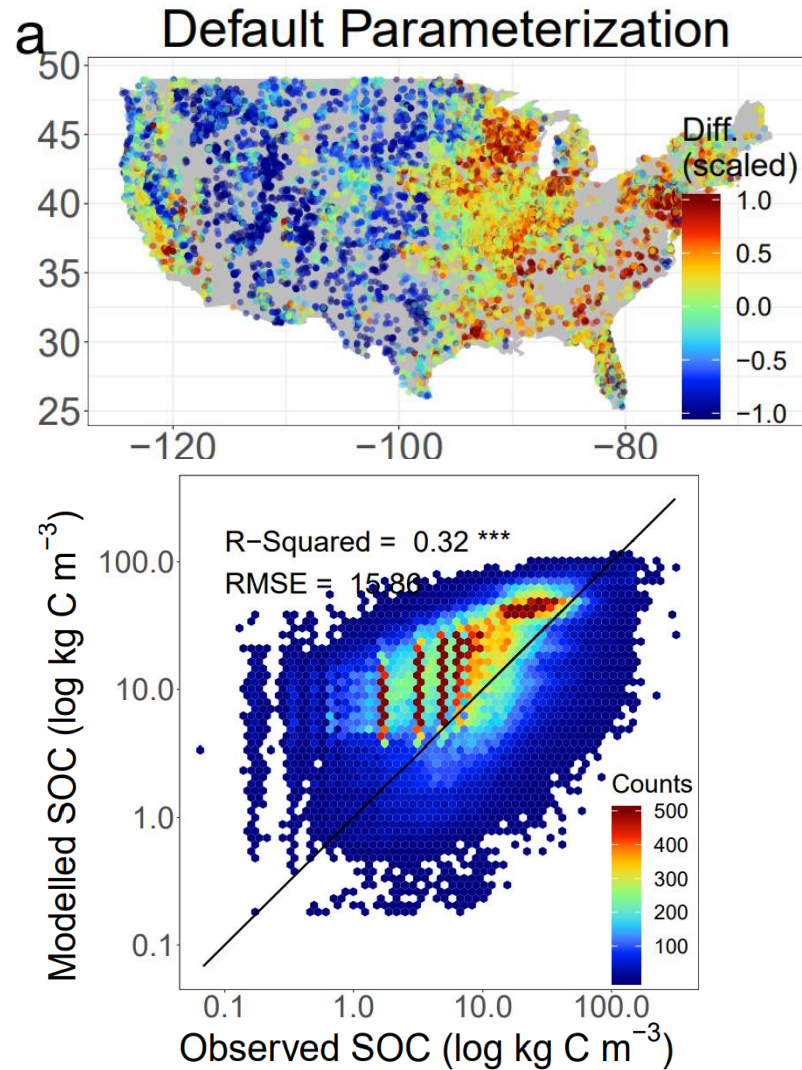 a Default Parameterization
50
45
40
35
30
25
Diff.
(scaled)
1.0
0.5
0.0
−0.5
−1.0
−120 −100 −80
Modelled SOC (log kg C m⁻³)
R−Squared = 0.32 ***
RMSE = 15.86
100.0
10.0
1.0
0.1
Counts
500
400
300
200
100
0.1 1.0 10.0 100.0
Observed SOC (log kg C m⁻³)